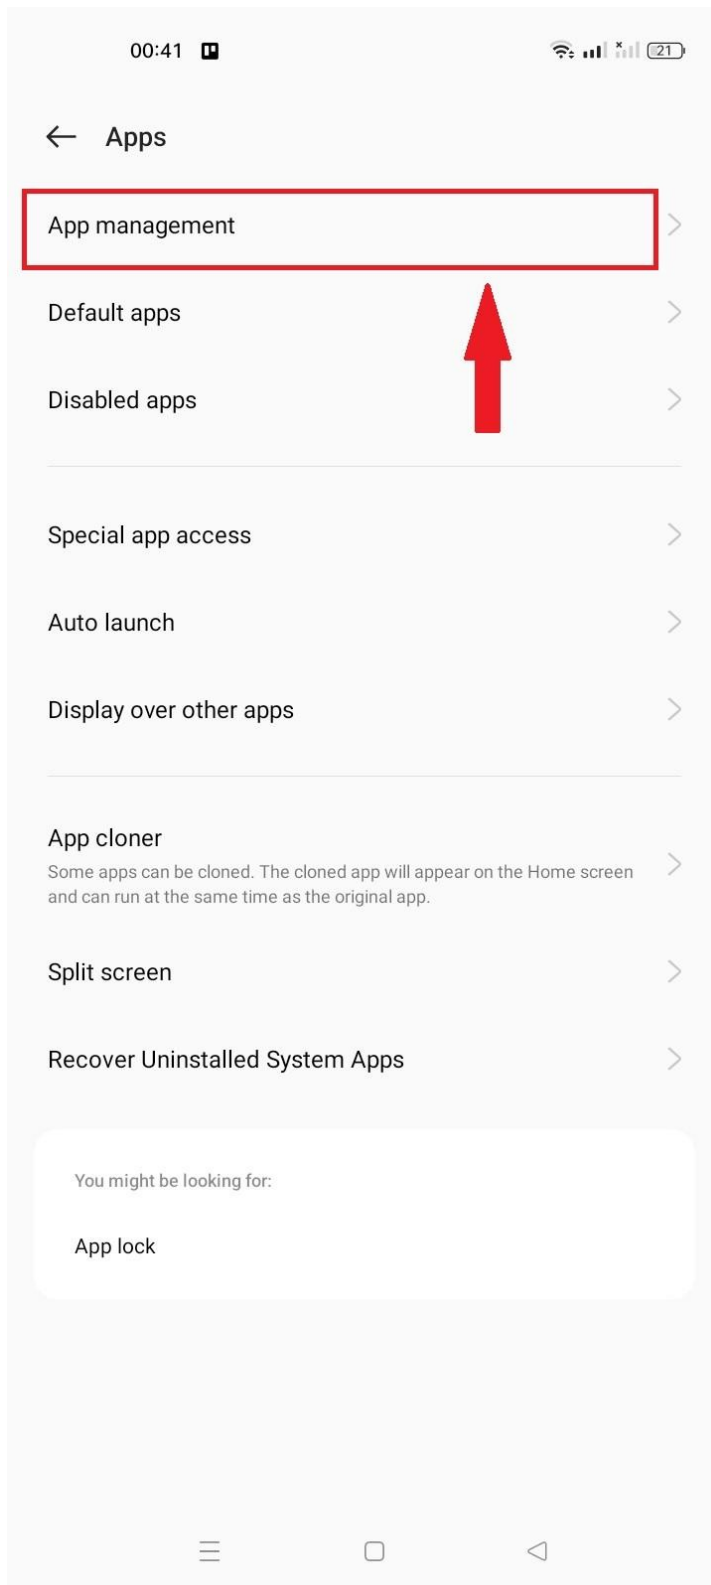 00:41
21
Apps
App management
Default apps
Disabled apps
Special app access
Auto launch
Display over other apps
App cloner
Some apps can be cloned. The cloned app will appear on the Home screen
and can run at the same time as the original app.
Split screen
Recover Uninstalled System Apps
You might be looking for:
App lock